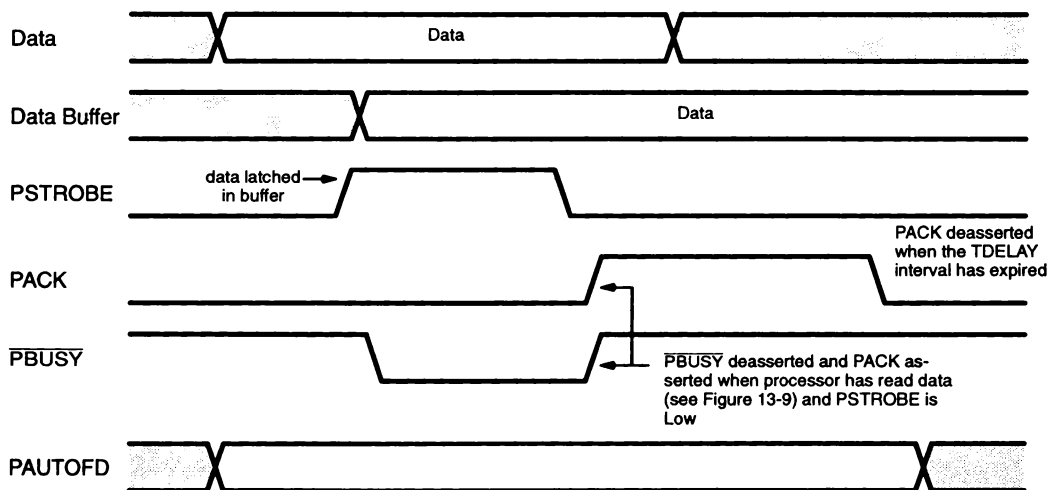 Data
Data
Data Buffer
Data
PSTROBE
data latched
in buffer
PACK
PACK deasserted
when the TDELAY
interval has expired
PBUSY
PBUSY deasserted and PACK as-
serted when processor has read data
(see Figure 13-9) and PSTROBE is
Low
PAUTOFD